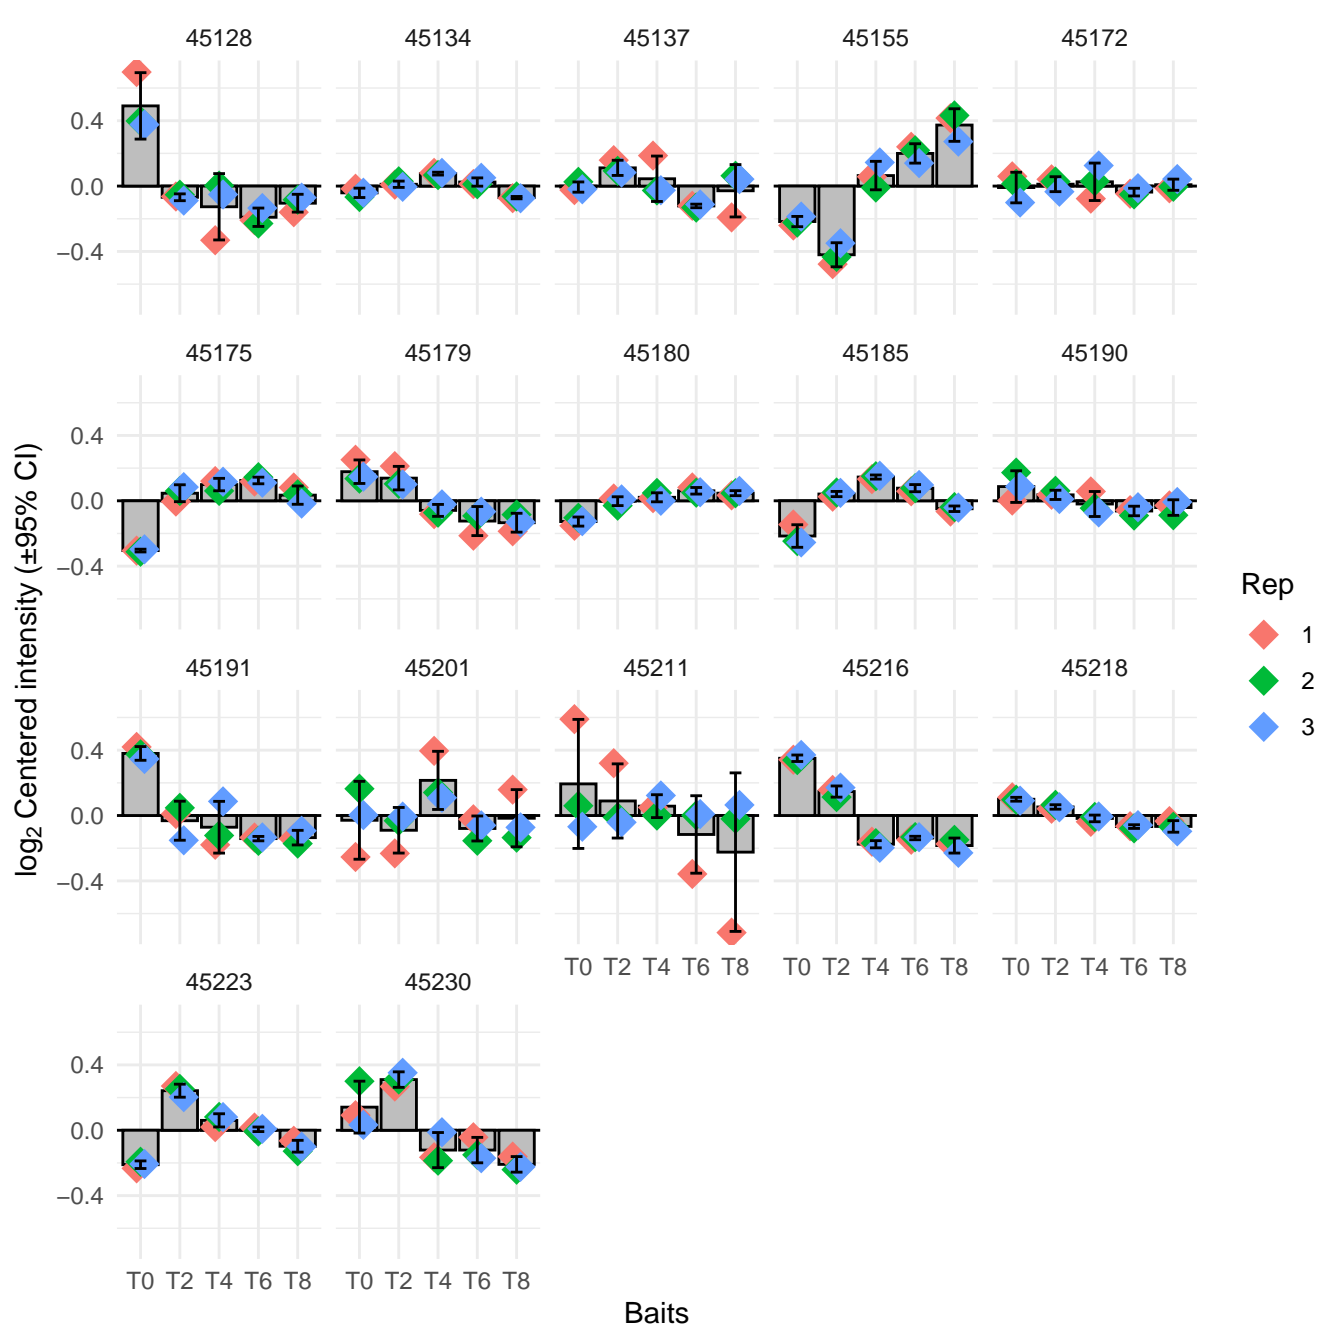 45128 45134 45137 45155 45172
0.4
0.0
−0.4
45175 45179 45180 45185 45190
0.4
0.0
−0.4
log2 Centered intensity (±95% CI)
Rep
1
2
3
45191 45201 45211 45216 45218
0.4
0.0
−0.4
T0 T2 T4 T6 T8 T0 T2 T4 T6 T8 T0 T2 T4 T6 T8
45223 45230
0.4
0.0
−0.4
T0 T2 T4 T6 T8 T0 T2 T4 T6 T8
Baits